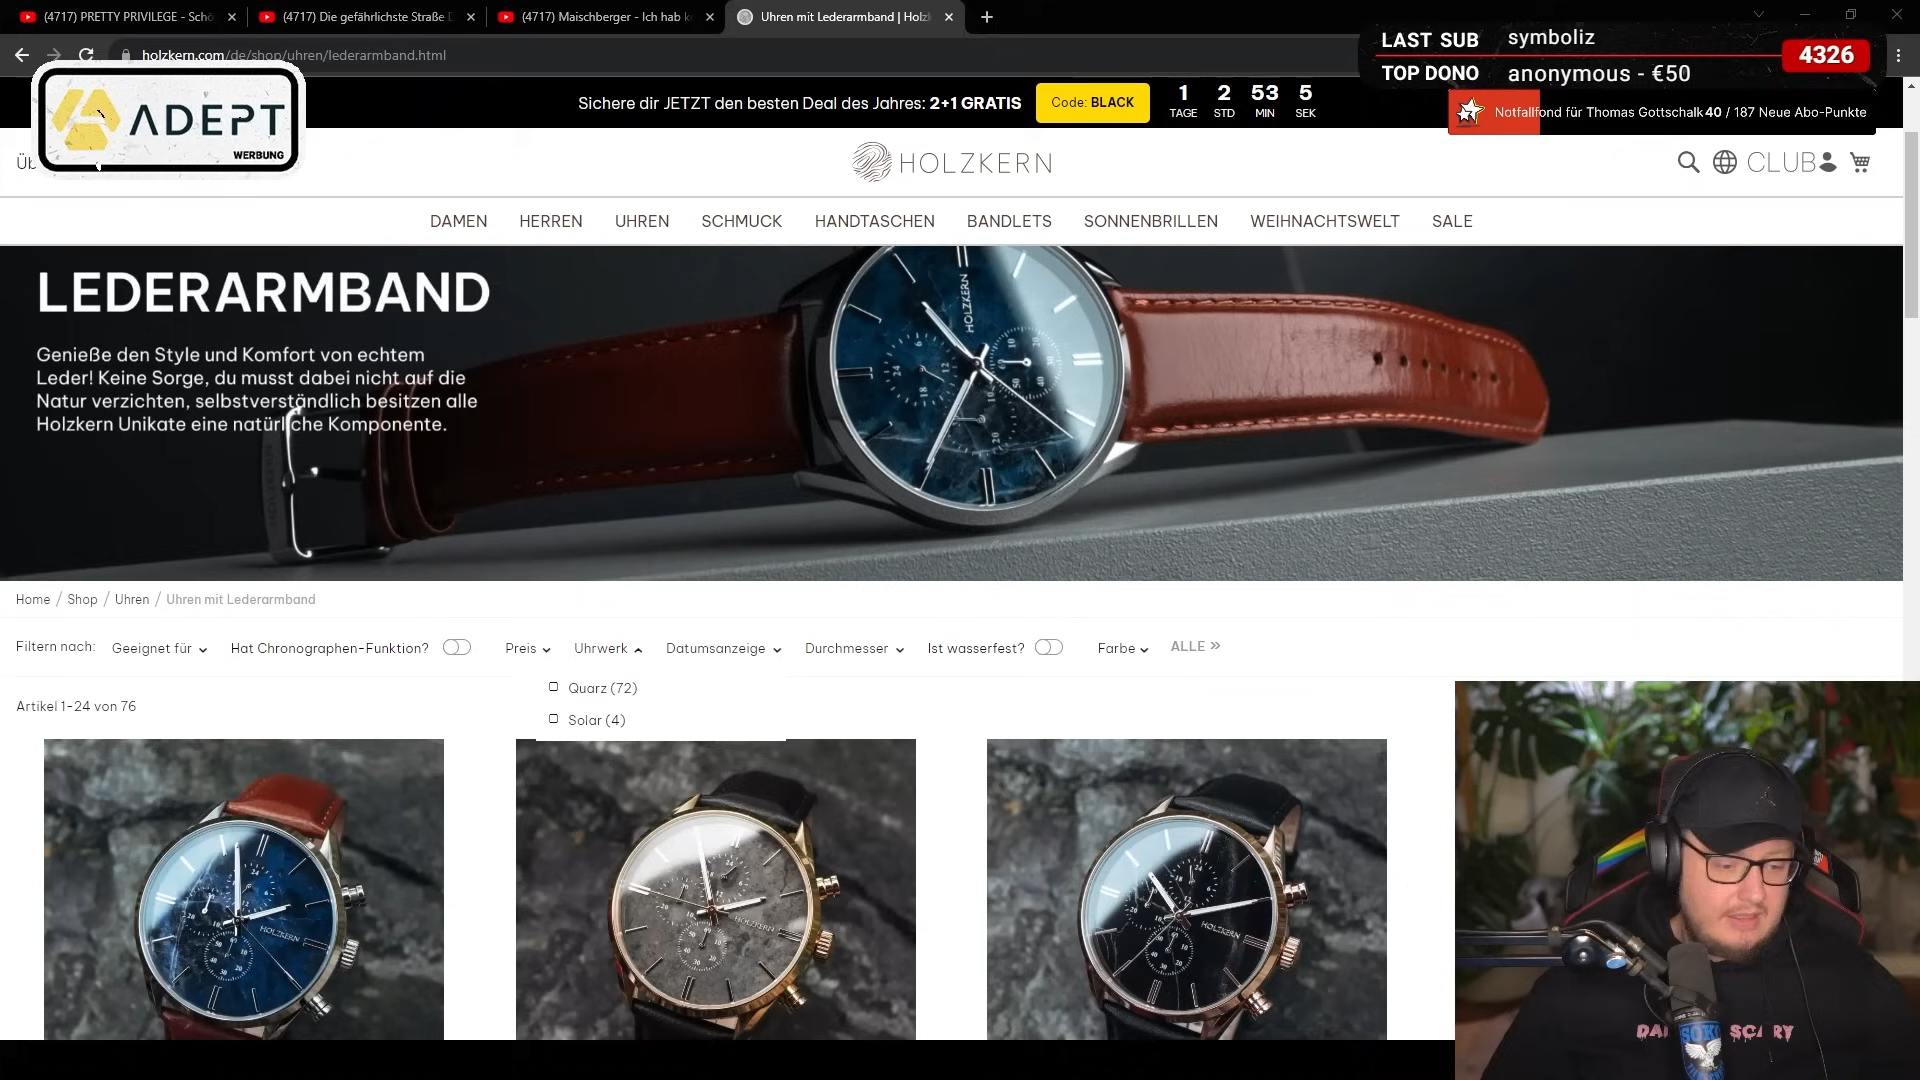 (4717) PRETTY PRIVILEGE - Schö
(4717) Die gefährlichste Straße D
(4717) Maischberger - Ich hab k
Uhren mit Lederarmband | Holz
holzkern.com/de/shop/uhren/lederarmband.html
LAST SUB symboliz
TOP DONO anonymous - €50
4326
Notfallfond für Thomas Gottschalk 40 / 187 Neue Abo-Punkte
ADEPT
WERBUNG
Sichere dir JETZT den besten Deal des Jahres: 2+1 GRATIS
Code: BLACK
1 2 53 5
TAGE STD MIN SEK
Üb
HOLZKERN
CLUB
DAMEN HERREN UHREN SCHMUCK HANDTASCHEN BANDLETS SONNENBRILLEN WEIHNACHTSWELT SALE
LEDERARMBAND
Genieße den Style und Komfort von echtem
Leder! Keine Sorge, du musst dabei nicht auf die
Natur verzichten, selbstverständlich besitzen alle
Holzkern Unikate eine natürliche Komponente.
HOLZKERN
Home / Shop / Uhren / Uhren mit Lederarmband
Filtern nach: Geeignet für Hat Chronographen-Funktion? Preis Uhrwerk Datumsanzeige Durchmesser Ist wasserfest? Farbe ALLE »
Quarz (72)
Solar (4)
Artikel 1-24 von 76
HOLZKERN
HOLZKERN
HOLZKERN